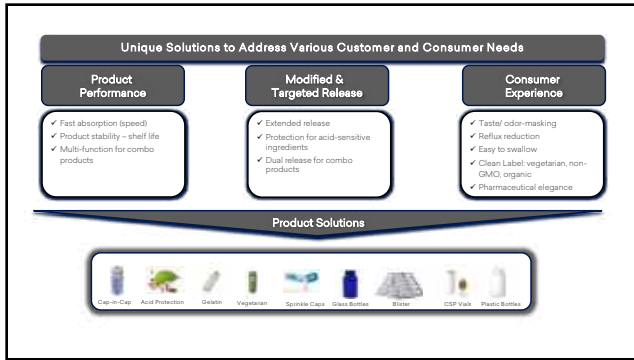 Unique Solutions to Address Various Customer and Consumer Needs
Product
Performance
✓ Fast absorption (speed)
✓ Product stability – shelf life
✓ Multi-function for combo
products
Modified &
Targeted Release
✓ Extended release
✓ Protection for acid-sensitive
ingredients
✓ Dual release for combo
products
Consumer
Experience
✓ Taste/ odor-masking
✓ Reflux reduction
✓ Easy to swallow
✓ Clean Label: vegetarian, non-
GMO, organic
✓ Pharmaceutical elegance
Product Solutions
Cap-in-Cap
Acid Protection
Gelatin
Vegetarian
Sprinkle Caps
Glass Bottles
Blister
CSP Vials
Plastic Bottles